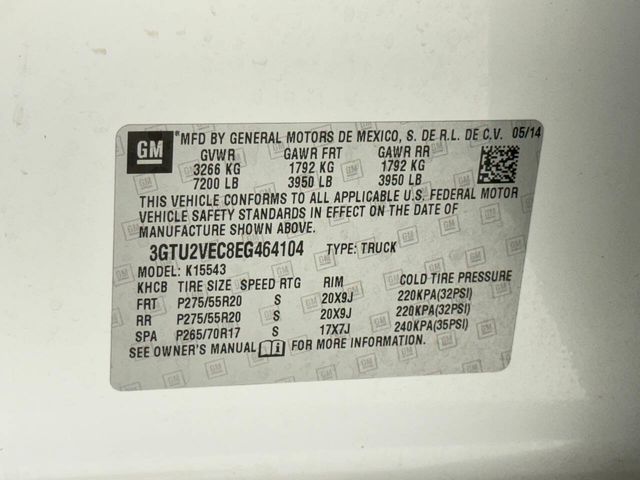 GM *MFD BY GENERAL MOTORS DE MEXICO, S. DE R.L. DE C.V. 05/14
GVWR GAWR FRT GAWR RR
3266 KG 1792 KG 1792 KG
7200 LB 3950 LB 3950 LB
THIS VEHICLE CONFORMS TO ALL APPLICABLE U.S. FEDERAL MOTOR
VEHICLE SAFETY STANDARDS IN EFFECT ON THE DATE OF
MANUFACTURE SHOWN ABOVE.
3GTU2VEC8EG464104 TYPE: TRUCK
MODEL: K15543
KHCB TIRE SIZE SPEED RTG RIM COLD TIRE PRESSURE
FRT P275/55R20 S 20X9J 220KPA(32PSI)
RR P275/55R20 S 20X9J 220KPA(32PSI)
SPA P265/70R17 S 17X7J 240KPA(35PSI)
SEE OWNER'S MANUAL FOR MORE INFORMATION.